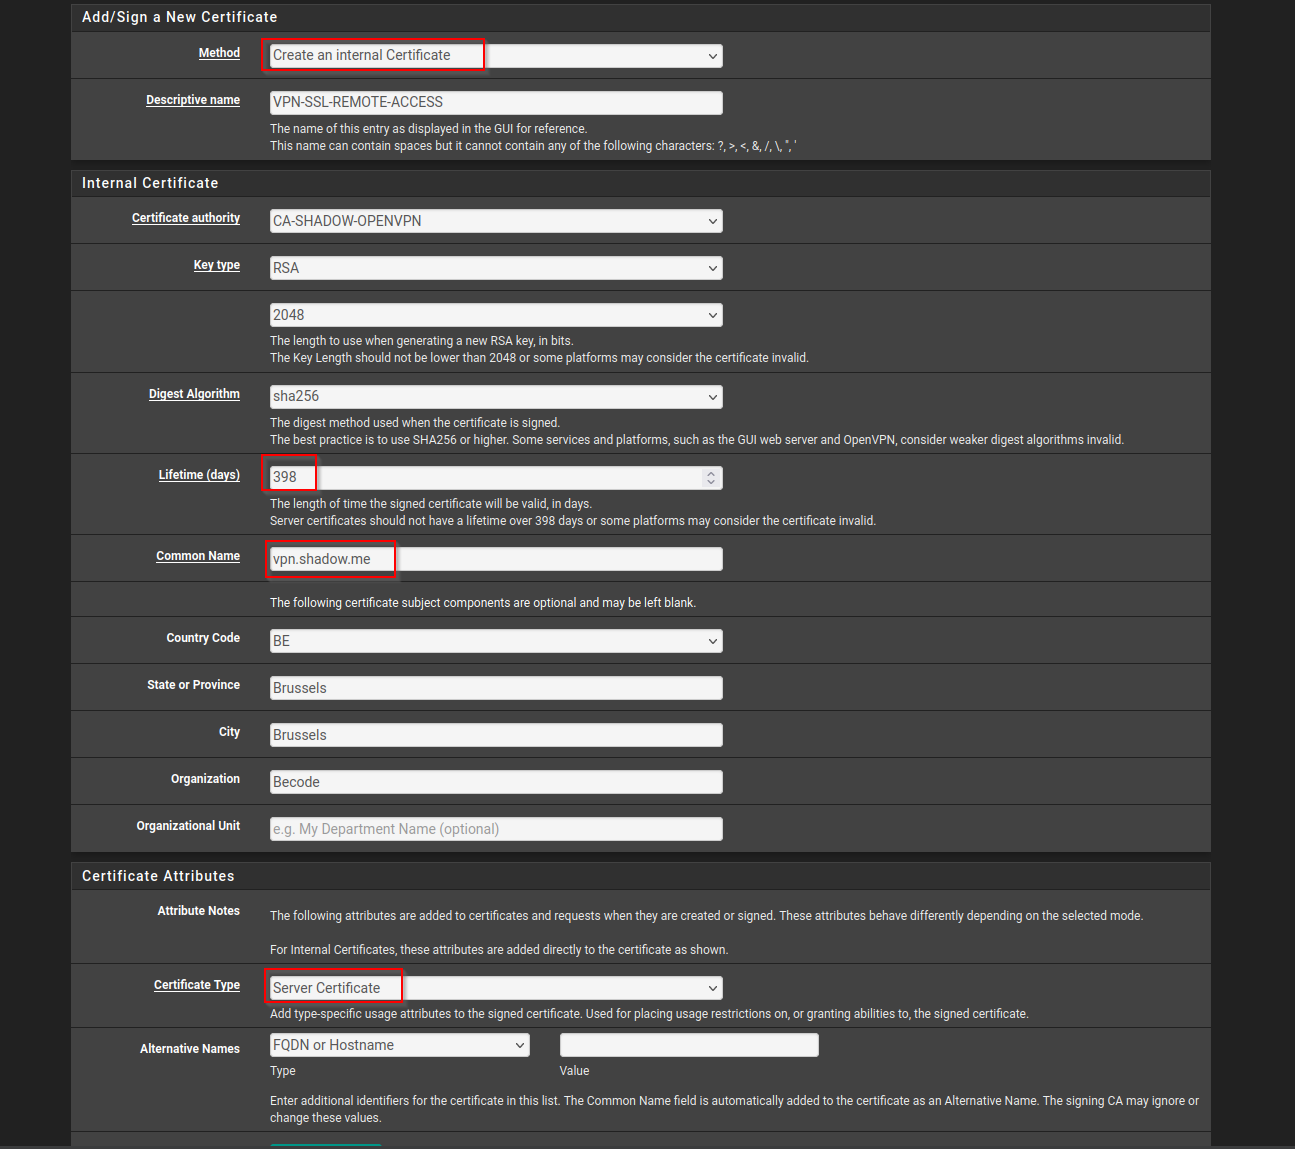 Add/Sign a New Certificate
Method
Create an internal Certificate
Descriptive name
VPN-SSL-REMOTE-ACCESS
The name of this entry as displayed in the GUI for reference.
This name can contain spaces but it cannot contain any of the following characters: ?, >, <, &, /, \, ", '
Internal Certificate
Certificate authority
CA-SHADOW-OPENVPN
Key type
RSA
2048
The length to use when generating a new RSA key, in bits.
The Key Length should not be lower than 2048 or some platforms may consider the certificate invalid.
Digest Algorithm
sha256
The digest method used when the certificate is signed.
The best practice is to use SHA256 or higher. Some services and platforms, such as the GUI web server and OpenVPN, consider weaker digest algorithms invalid.
Lifetime (days)
398
The length of time the signed certificate will be valid, in days.
Server certificates should not have a lifetime over 398 days or some platforms may consider the certificate invalid.
Common Name
vpn.shadow.me
The following certificate subject components are optional and may be left blank.
Country Code
BE
State or Province
Brussels
City
Brussels
Organization
Becode
Organizational Unit
e.g. My Department Name (optional)
Certificate Attributes
Attribute Notes
The following attributes are added to certificates and requests when they are created or signed. These attributes behave differently depending on the selected mode.
For Internal Certificates, these attributes are added directly to the certificate as shown.
Certificate Type
Server Certificate
Add type-specific usage attributes to the signed certificate. Used for placing usage restrictions on, or granting abilities to, the signed certificate.
Alternative Names
FQDN or Hostname
Type
Value
Enter additional identifiers for the certificate in this list. The Common Name field is automatically added to the certificate as an Alternative Name. The signing CA may ignore or
change these values.